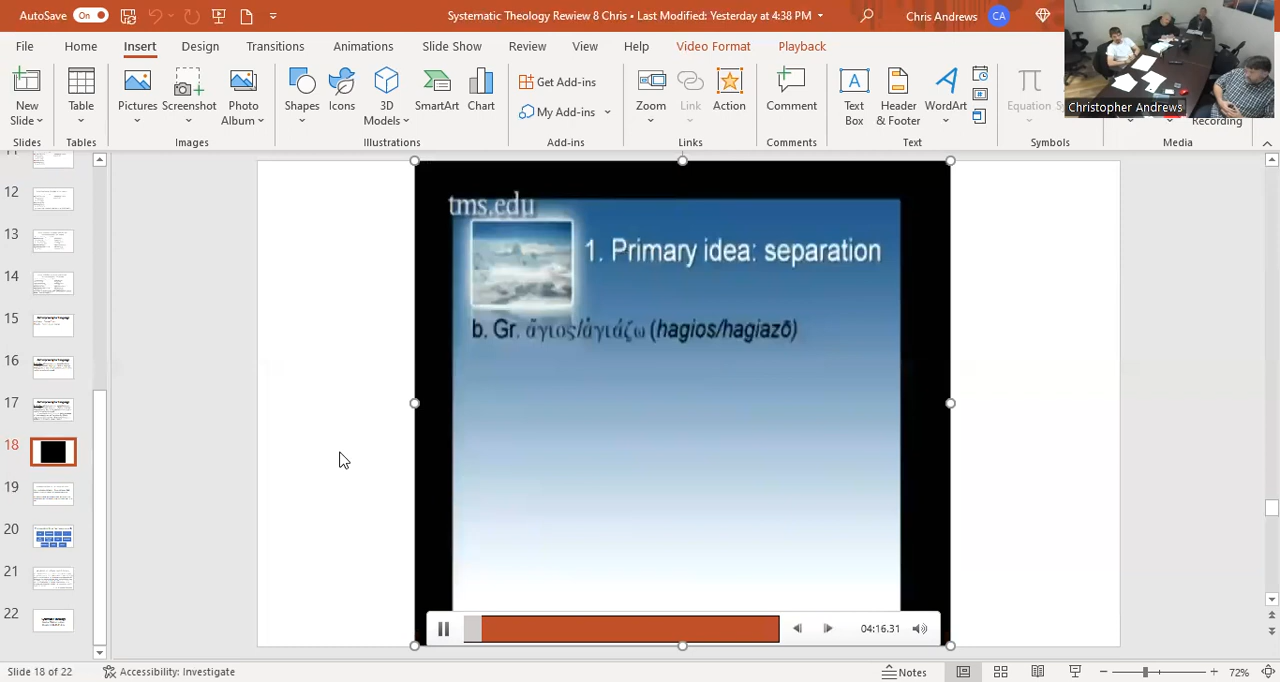 AutoSave On
Systematic Theology Rewiew 8 Chris • Last Modified: Yesterday at 4:38 PM
Chris Andrews CA
File Home Insert Design Transitions Animations Slide Show Review View Help Video Format Playback
New Slide
Table
Pictures
Screenshot
Photo Album
Shapes
Icons
3D Models
SmartArt
Chart
Get Add-ins
My Add-ins
Zoom
Link
Action
Comment
Text Box
Header & Footer
WordArt
Equation
Recording
Slides Tables Images Illustrations Add-ins Links Comments Text Symbols Media
Christopher Andrews
12
13
14
15
16
17
18
19
20
21
22
tms.edu
1. Primary idea: separation
b. Gr. ἅγιος/ἁγιάζω (hagios/hagiazō)
04:16.31
Slide 18 of 22 Accessibility: Investigate Notes 72%